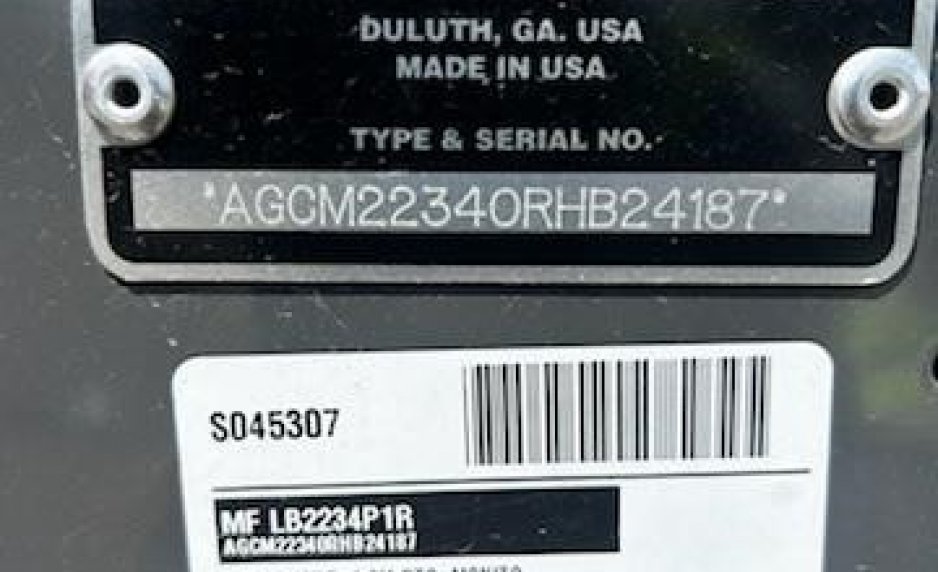 DULUTH, GA. USA
MADE IN USA
TYPE & SERIAL NO.
*AGCM22340RHB24187*
S045307
MF LB2234P1R
AGCM22340RHB24187